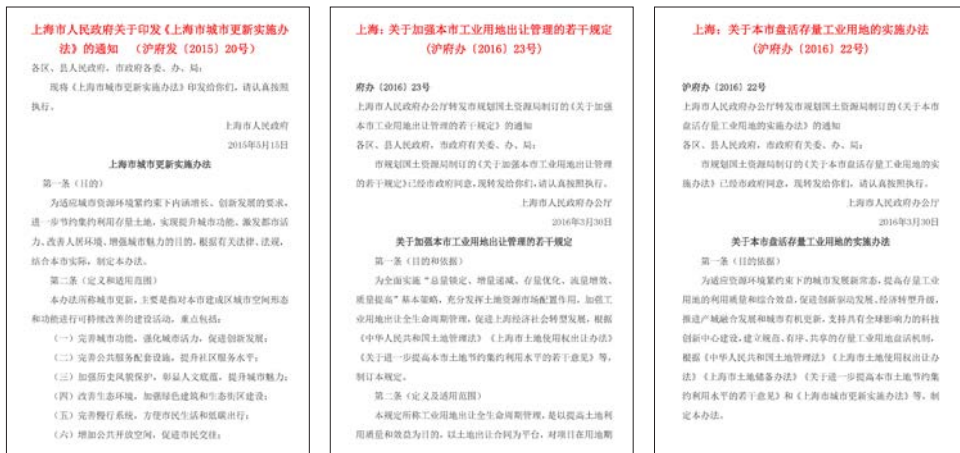 上海市人民政府关于印发《上海市城市更新实施办
法》的通知 （沪府发〔2015〕20号）
各区、县人民政府，市政府各委、办、局：
现将《上海市城市更新实施办法》印发给你们，请认真按照
执行。
上海市人民政府
2015年5月15日
上海市城市更新实施办法
第一条（目的）
为适应城市资源环境紧约束下内涵增长、创新发展的要求，
进一步节约集约利用存量土地，实现提升城市功能、激发都市活
力、改善人居环境、增强城市魅力的目的，根据有关法律、法规，
结合本市实际，制定本办法。
第二条（定义和适用范围）
本办法所称城市更新，主要是指对本市建成区城市空间形态
和功能进行可持续改善的建设活动，重点包括：
（一）完善城市功能，强化城市活力，促进创新发展；
（二）完善公共服务配套设施，提升社区服务水平；
（三）加强历史风貌保护，彰显人文底蕴，提升城市魅力；
（四）改善生态环境，加强绿色建筑和生态街区建设；
（五）完善慢行系统，方便市民生活和低碳出行；
（六）增加公共开放空间，促进市民交往；
上海：关于加强本市工业用地出让管理的若干规定
（沪府办〔2016〕23号）
府办〔2016〕23号
上海市人民政府办公厅转发市规划国土资源局制订的《关于加强
本市工业用地出让管理的若干规定》的通知
各区、县人民政府，市政府有关委、办、局：
市规划国土资源局制订的《关于加强本市工业用地出让管理
的若干规定》已经市政府同意，现转发给你们，请认真按照执行。
上海市人民政府办公厅
2016年3月30日
关于加强本市工业用地出让管理的若干规定
第一条（目的和依据）
为全面实施“总量锁定、增量递减、存量优化、流量增效、
质量提高”基本策略，充分发挥土地资源市场配置作用，加强工
业用地出让全生命周期管理，促进上海经济社会转型发展，根据
《中华人民共和国土地管理法》《上海市土地使用权出让办法》
《关于进一步提高本市土地节约集约利用水平的若干意见》等，
制订本规定。
第二条（定义及适用范围）
本规定所称工业用地出让全生命周期管理，是以提高土地利
用质量和效益为目的，以土地出让合同为平台，对项目在用地期
上海：关于本市盘活存量工业用地的实施办法
（沪府办〔2016〕22号）
沪府办〔2016〕22号
上海市人民政府办公厅转发市规划国土资源局制订的《关于本市
盘活存量工业用地的实施办法》的通知
各区、县人民政府，市政府有关委、办、局：
市规划国土资源局制订的《关于本市盘活存量工业用地的实
施办法》已经市政府同意，现转发给你们，请认真按照执行。
上海市人民政府办公厅
2016年3月30日
关于本市盘活存量工业用地的实施办法
第一条（目的依据）
为适应资源环境紧约束下的城市发展新常态，提高存量工业
用地的利用质量和综合效益，促进创新驱动发展、经济转型升级，
推进产城融合发展和城市有机更新，支持具有全球影响力的科技
创新中心建设，建立规范、有序、共享的存量工业用地盘活机制，
根据《中华人民共和国土地管理法》《上海市土地使用权出让办
法》《上海市土地储备办法》《关于进一步提高本市土地节约集
约利用水平的若干意见》和《上海市城市更新实施办法》等，制
定本办法。